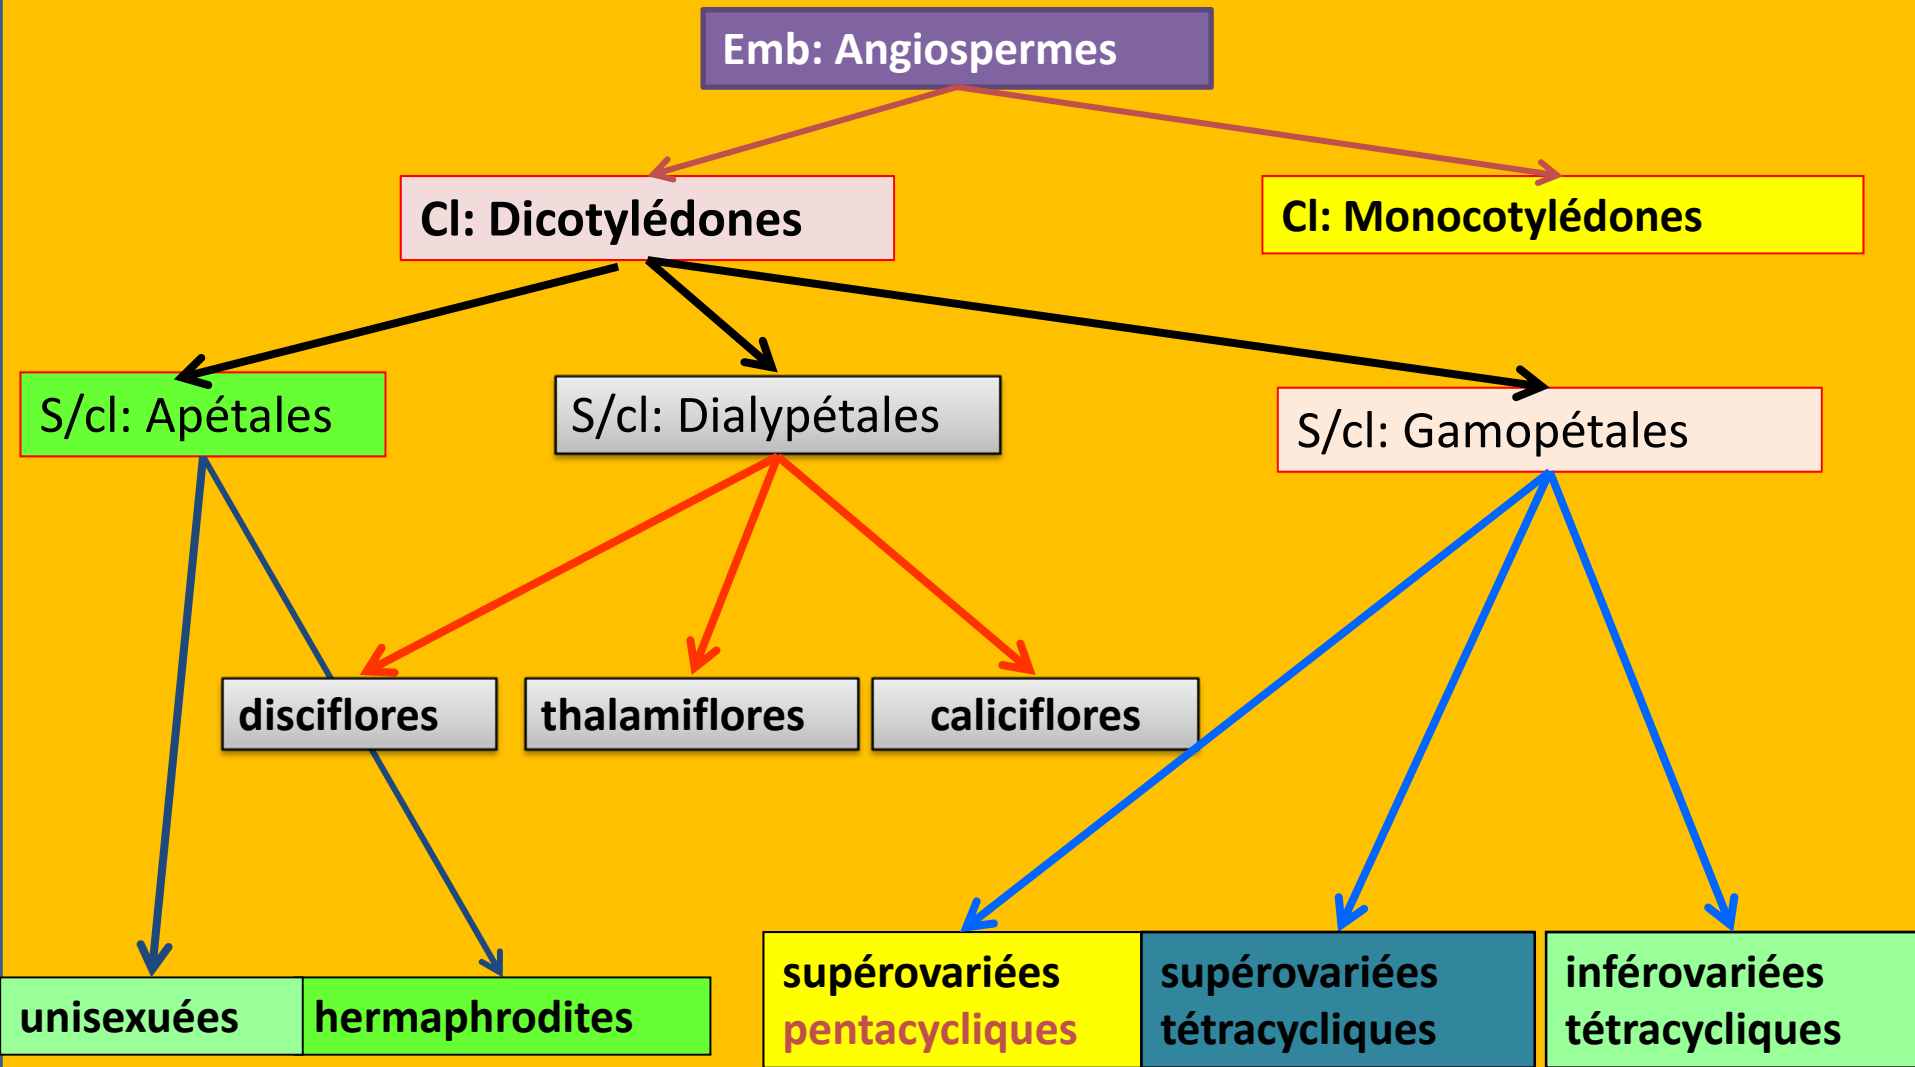 Emb: Angiospermes
Cl: Dicotylédones
Cl: Monocotylédones
S/cl: Apétales
S/cl: Dialypétales
S/cl: Gamopétales
disciflores
thalamiflores
caliciflores
unisexuées
hermaphrodites
supérovariées
pentacycliques
supérovariées
tétracycliques
inférovariées
tétracycliques